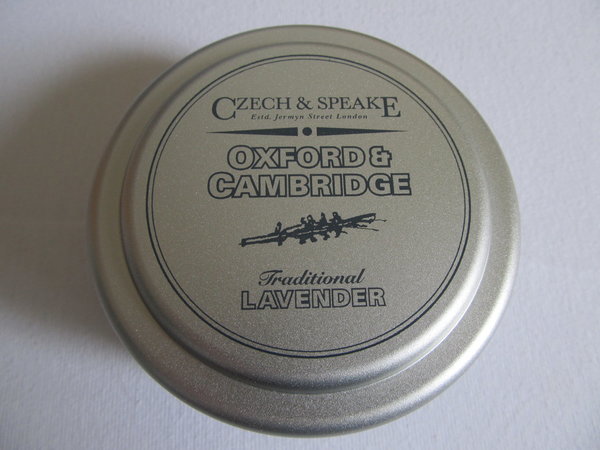 CZECH & SPEAKE
Estd. Jermyn Street London
OXFORD &
CAMBRIDGE
Traditional
LAVENDER